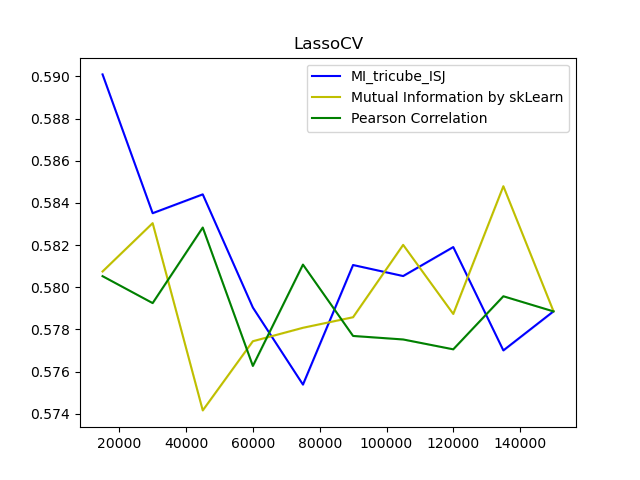 LassoCV
MI_tricube_ISJ
Mutual Information by skLearn
Pearson Correlation
0.590
0.588
0.586
0.584
0.582
0.580
0.578
0.576
0.574
20000 40000 60000 80000 100000 120000 140000